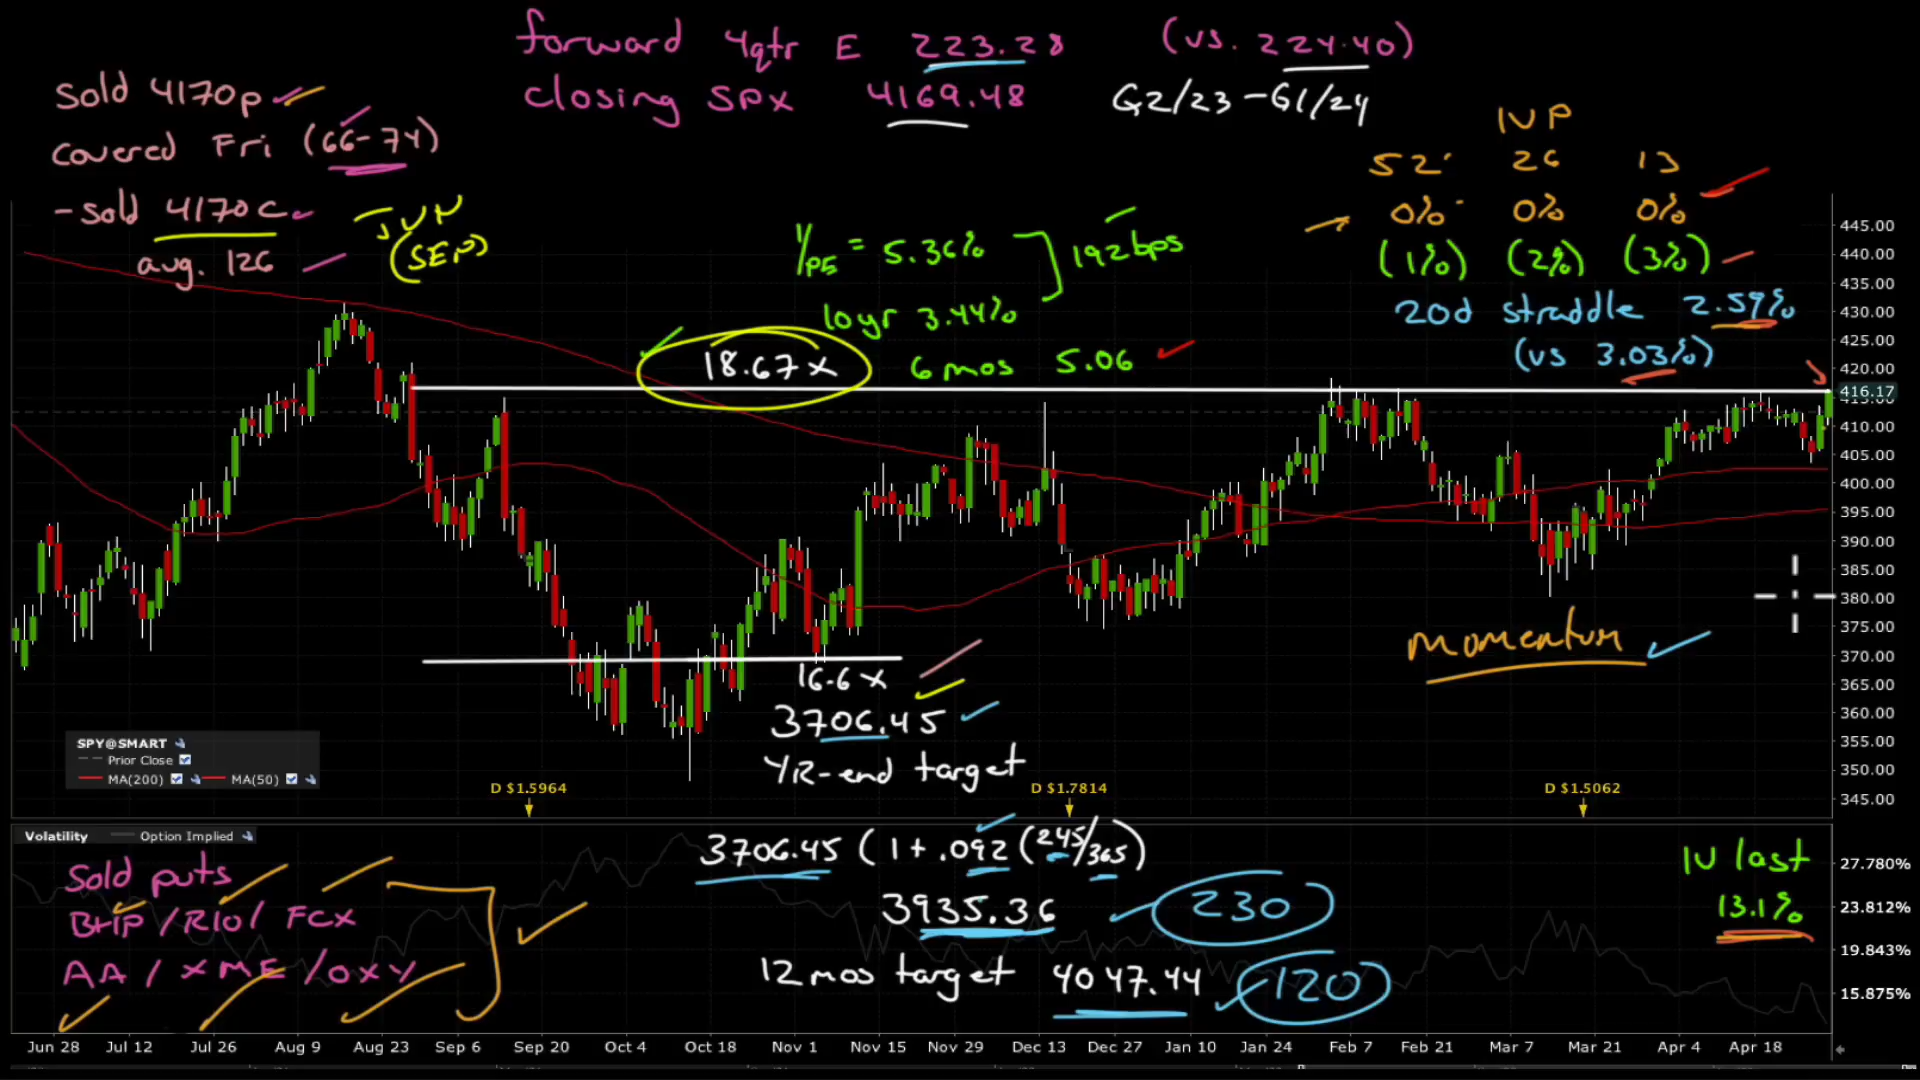 forward 4qtr E 223.28 (vs. 224.40)
closing SPX 4169.48 Q2/23 - Q1/24
sold 4170p
covered Fri (66-74)
- sold 4170C JUN
(SEP)
avg. 126
IVP
52 26 13
0% 0% 0%
(1%) (2%) (3%)
20d straddle 2.59%
(vs 3.03%)
1/PE = 5.36% 192bps
10yr 3.44%
18.67x 6 mos 5.06
16.6x
3706.45
YR-end target
momentum
445.00
440.00
435.00
430.00
425.00
420.00
416.17
415.00
410.00
405.00
400.00
395.00
390.00
385.00
380.00
375.00
370.00
365.00
360.00
355.00
350.00
345.00
SPY@SMART
Prior Close
MA(200) MA(50)
D $1.5964 D $1.7814 D $1.5062
Volatility Option Implied
Sold puts
BHP / RIO / FCX
AA / XME / OXY
3706.45 (1 + .092 (245/365)
3935.36 230
12 mos target 4047.44 120
IV last
13.1%
27.780%
23.812%
19.843%
15.875%
Jun 28 Jul 12 Jul 26 Aug 9 Aug 23 Sep 6 Sep 20 Oct 4 Oct 18 Nov 1 Nov 15 Nov 29 Dec 13 Dec 27 Jan 10 Jan 24 Feb 7 Feb 21 Mar 7 Mar 21 Apr 4 Apr 18